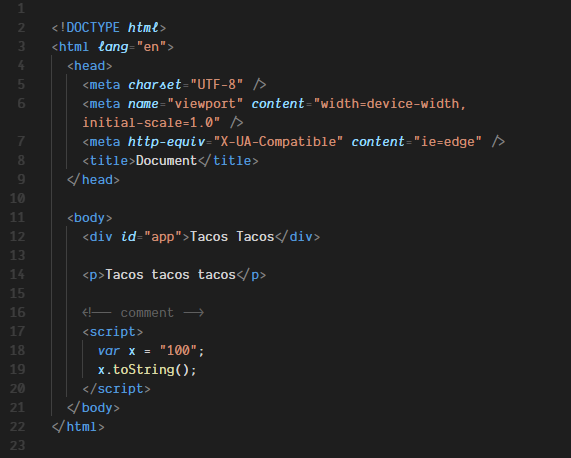 1
2 <!DOCTYPE html>
3 <html lang="en">
4   <head>
5     <meta charset="UTF-8" />
6     <meta name="viewport" content="width=device-width,
    initial-scale=1.0" />
7     <meta http-equiv="X-UA-Compatible" content="ie=edge" />
8     <title>Document</title>
9   </head>
10
11   <body>
12     <div id="app">Tacos Tacos</div>
13
14     <p>Tacos tacos tacos</p>
15
16     <!-- comment -->
17     <script>
18       var x = "100";
19       x.toString();
20     </script>
21   </body>
22 </html>
23